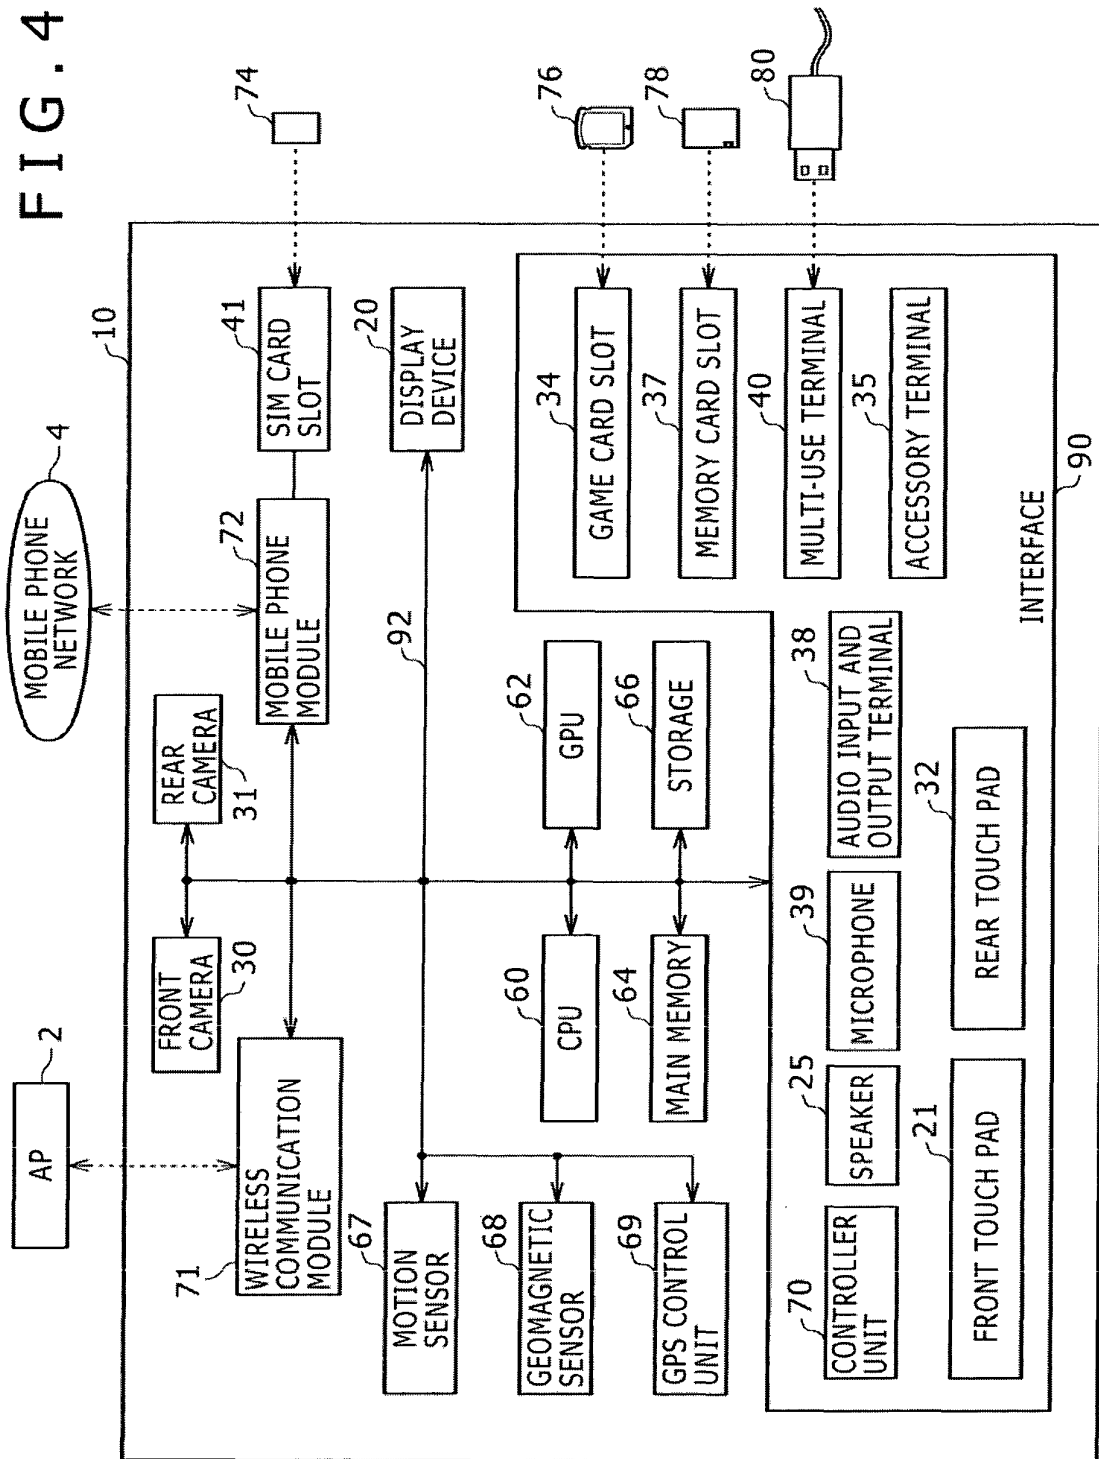 FIG. 4
MOBILE PHONE
NETWORK
4
AP
2
10
FRONT
CAMERA
30
REAR
CAMERA
31
74
WIRELESS
COMMUNICATION
MODULE
71
MOBILE PHONE
MODULE
72
SIM CARD
SLOT
41
92
MOTION
SENSOR
67
DISPLAY
DEVICE
20
GEOMAGNETIC
SENSOR
68
CPU
60
GPU
62
GPS CONTROL
UNIT
69
MAIN MEMORY
64
STORAGE
66
GAME CARD SLOT
34
76
MEMORY CARD SLOT
37
78
MULTI-USE TERMINAL
40
80
ACCESSORY TERMINAL
35
CONTROLLER
UNIT
70
SPEAKER
25
MICROPHONE
39
AUDIO INPUT AND
OUTPUT TERMINAL
38
FRONT TOUCH PAD
21
REAR TOUCH PAD
32
INTERFACE
90